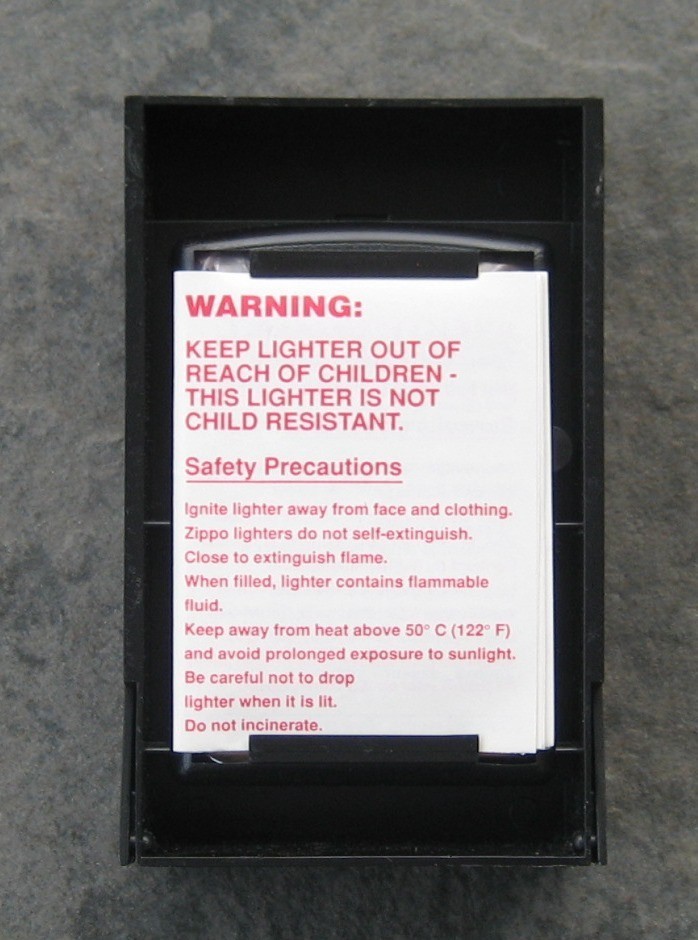 WARNING:
KEEP LIGHTER OUT OF
REACH OF CHILDREN -
THIS LIGHTER IS NOT
CHILD RESISTANT.
Safety Precautions
Ignite lighter away from face and clothing.
Zippo lighters do not self-extinguish.
Close to extinguish flame.
When filled, lighter contains flammable
fluid.
Keep away from heat above 50° C (122° F)
and avoid prolonged exposure to sunlight.
Be careful not to drop
lighter when it is lit.
Do not incinerate.